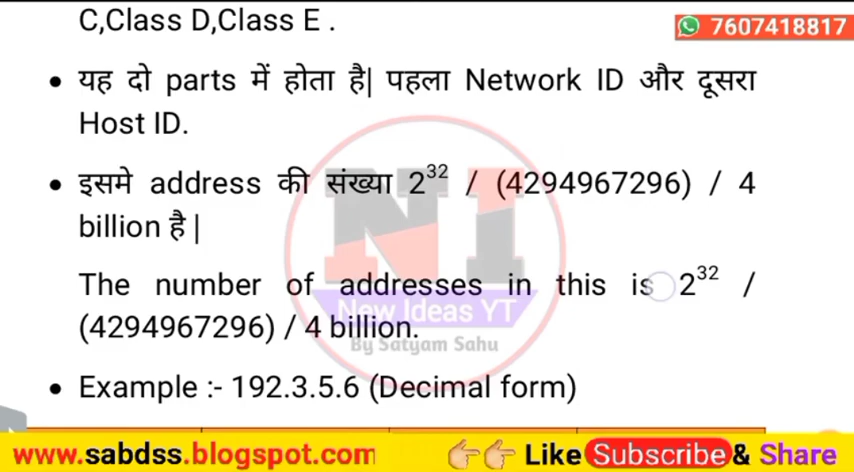 C,Class D,Class E .
7607418817
• यह दो parts में होता है| पहला Network ID और दूसरा
Host ID.
• इसमे address की संख्या 2³² / (4294967296) / 4
billion है |
The number of addresses in this is 2³² /
(4294967296) / 4 billion.
NI
New Ideas YT
By Satyam Sahu
• Example :- 192.3.5.6 (Decimal form)
www.sabdss.blogspot.com
Like Subscribe & Share